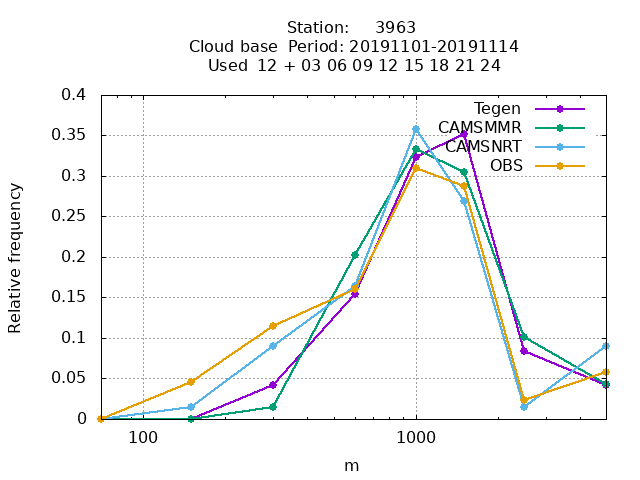 Station:     3963
Cloud base  Period: 20191101-20191114
Used  12 + 03 06 09 12 15 18 21 24
Tegen
CAMSMMR
CAMSNRT
OBS
0.4
0.35
0.3
0.25
0.2
0.15
0.1
0.05
0
Relative frequency
100
1000
m